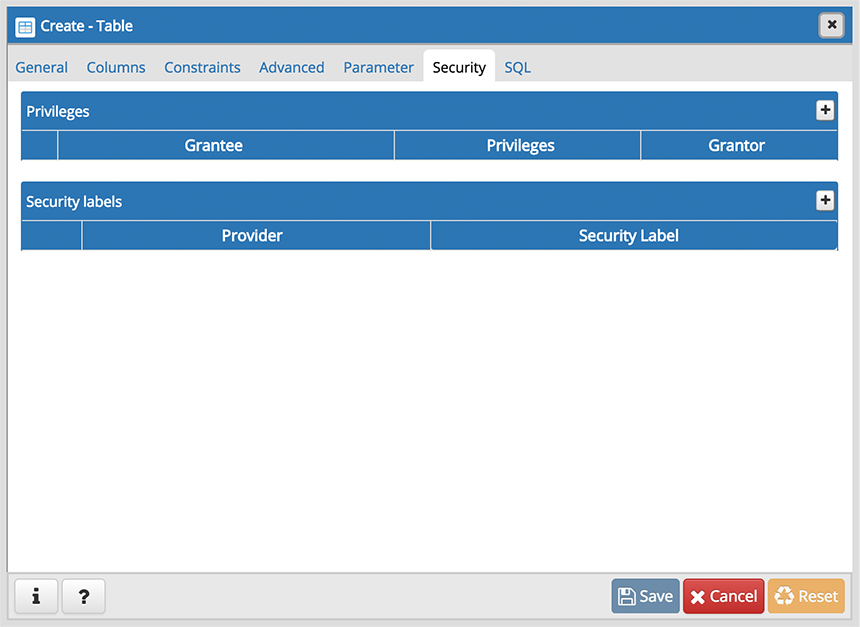 Create - Table
General Columns Constraints Advanced Parameter Security SQL
Privileges
Grantee Privileges Grantor
Security labels
Provider Security Label
i ? Save Cancel Reset